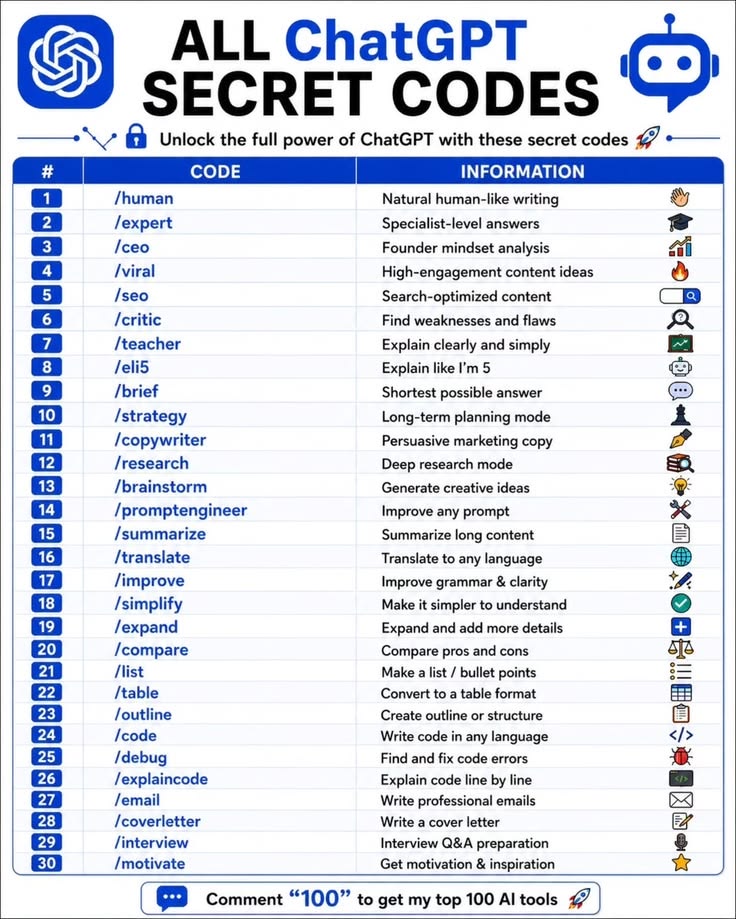 ALL ChatGPT
SECRET CODES
Unlock the full power of ChatGPT with these secret codes
# CODE INFORMATION
1 /human Natural human-like writing
2 /expert Specialist-level answers
3 /ceo Founder mindset analysis
4 /viral High-engagement content ideas
5 /seo Search-optimized content
6 /critic Find weaknesses and flaws
7 /teacher Explain clearly and simply
8 /eli5 Explain like I'm 5
9 /brief Shortest possible answer
10 /strategy Long-term planning mode
11 /copywriter Persuasive marketing copy
12 /research Deep research mode
13 /brainstorm Generate creative ideas
14 /promptengineer Improve any prompt
15 /summarize Summarize long content
16 /translate Translate to any language
17 /improve Improve grammar & clarity
18 /simplify Make it simpler to understand
19 /expand Expand and add more details
20 /compare Compare pros and cons
21 /list Make a list / bullet points
22 /table Convert to a table format
23 /outline Create outline or structure
24 /code Write code in any language
25 /debug Find and fix code errors
26 /explaincode Explain code line by line
27 /email Write professional emails
28 /coverletter Write a cover letter
29 /interview Interview Q&A preparation
30 /motivate Get motivation & inspiration
Comment “100” to get my top 100 AI tools